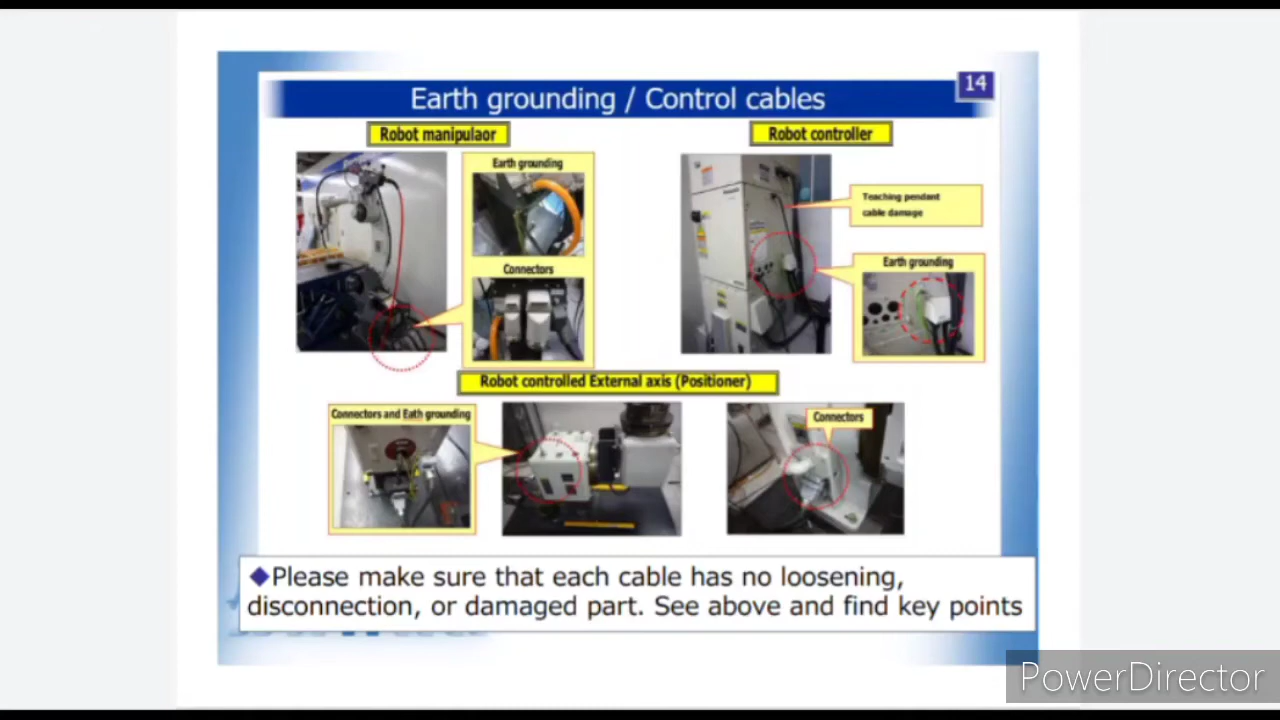 14
Earth grounding / Control cables
Robot manipulaor
Robot controller
Earth grounding
Connectors
Teaching pendant
cable damage
Earth grounding
Robot controlled External axis (Positioner)
Connectors and Eath grounding
Connectors
◆Please make sure that each cable has no loosening,
disconnection, or damaged part. See above and find key points
PowerDirector